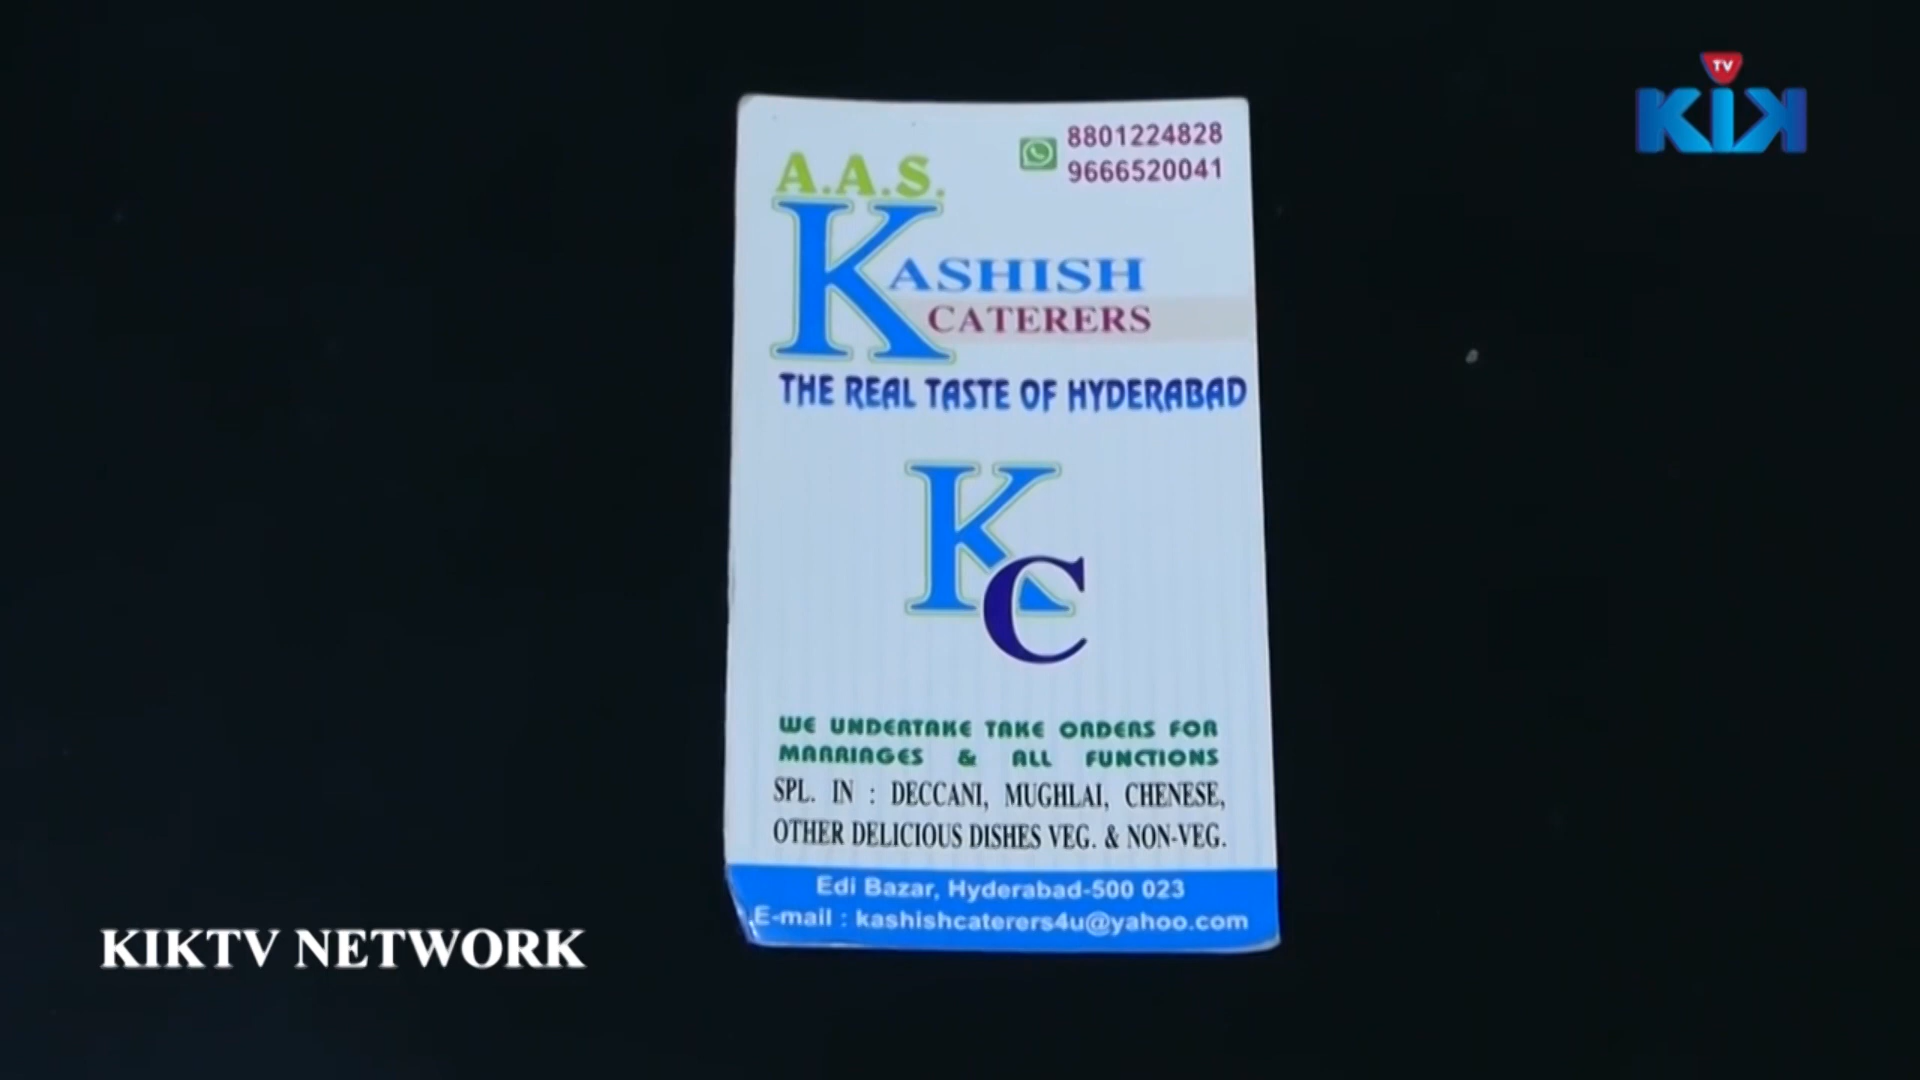 TV
KIK
8801224828
9666520041
A.A.S.
KASHISH
CATERERS
THE REAL TASTE OF HYDERABAD
KC
WE UNDERTAKE TAKE ORDERS FOR
MARRIAGES & ALL FUNCTIONS
SPL. IN : DECCANI, MUGHLAI, CHENESE,
OTHER DELICIOUS DISHES VEG. & NON-VEG.
Edi Bazar, Hyderabad-500 023
E-mail : kashishcaterers4u@yahoo.com
KIKTV NETWORK